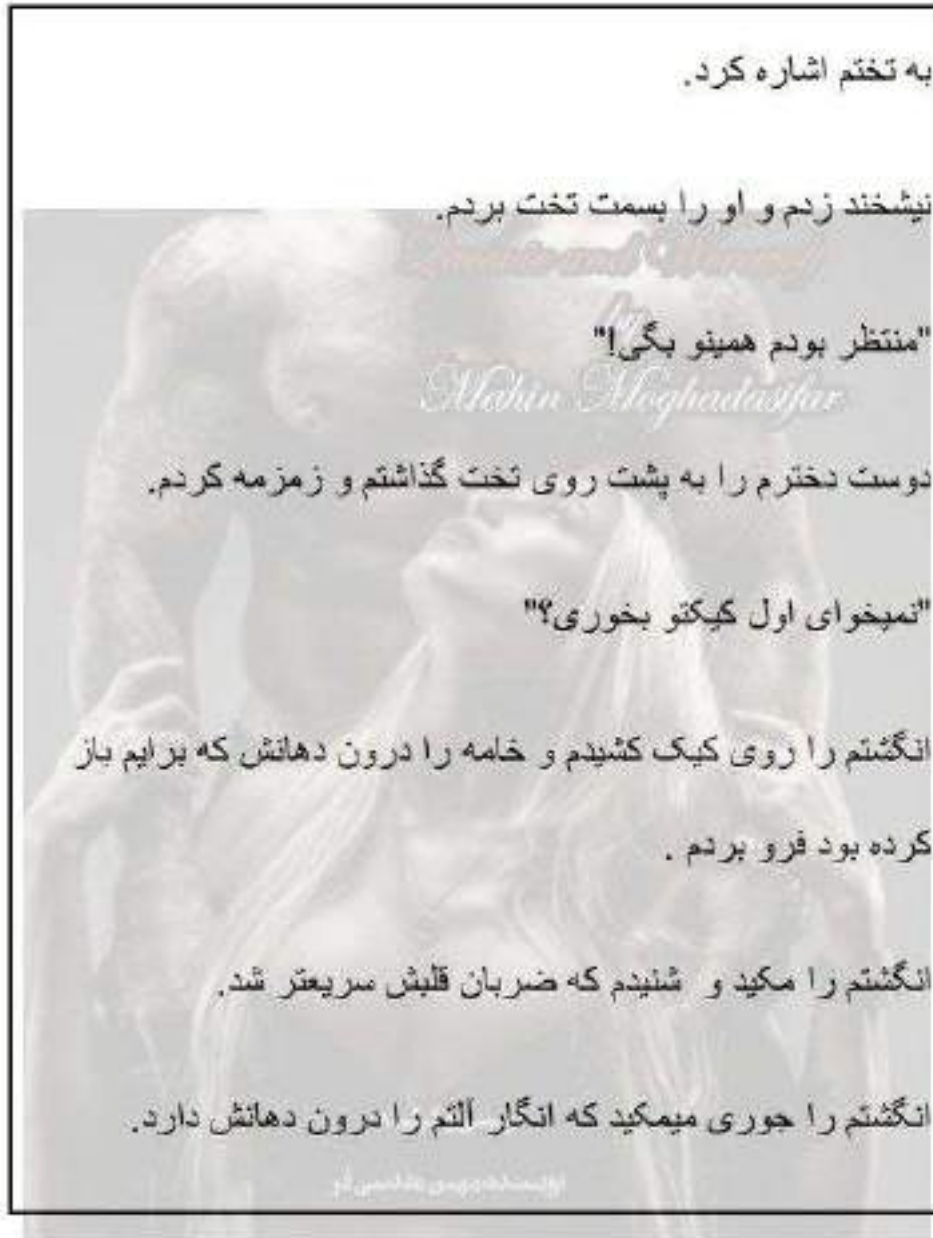 به تختم اشاره کرد.
نیشخند زدم و او را بسمت تخت بردم.
"منتظر بودم همینو بگی!"
by
Mahin Moghadasifar
دوست دخترم را به پشت روی تخت گذاشتم و زمزمه کردم.
"نمیخوای اول کیکتو بخوری؟"
انگشتم را روی کیک کشیدم و خامه را درون دهانش که برایم باز
کرده بود فرو بردم .
انگشتم را مکید و شنیدم که ضربان قلبش سریعتر شد.
انگشتم را جوری میمکید که انگار آلتم را درون دهانش دارد.